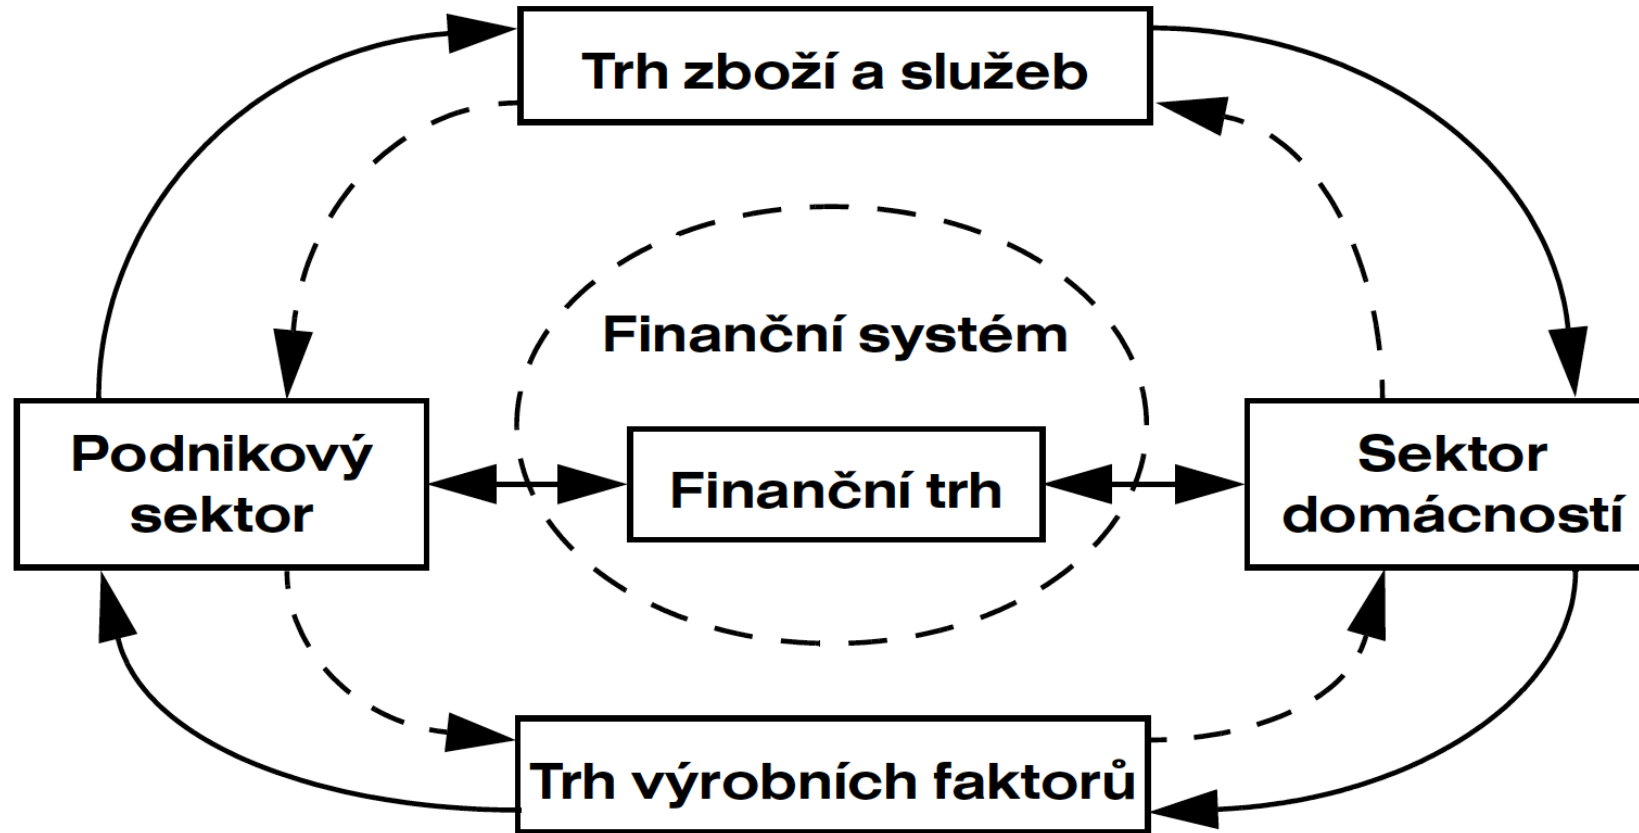 Trh zboží a služeb
Finanční systém
Podnikový
sektor
Finanční trh
Sektor
domácností
Trh výrobních faktorů